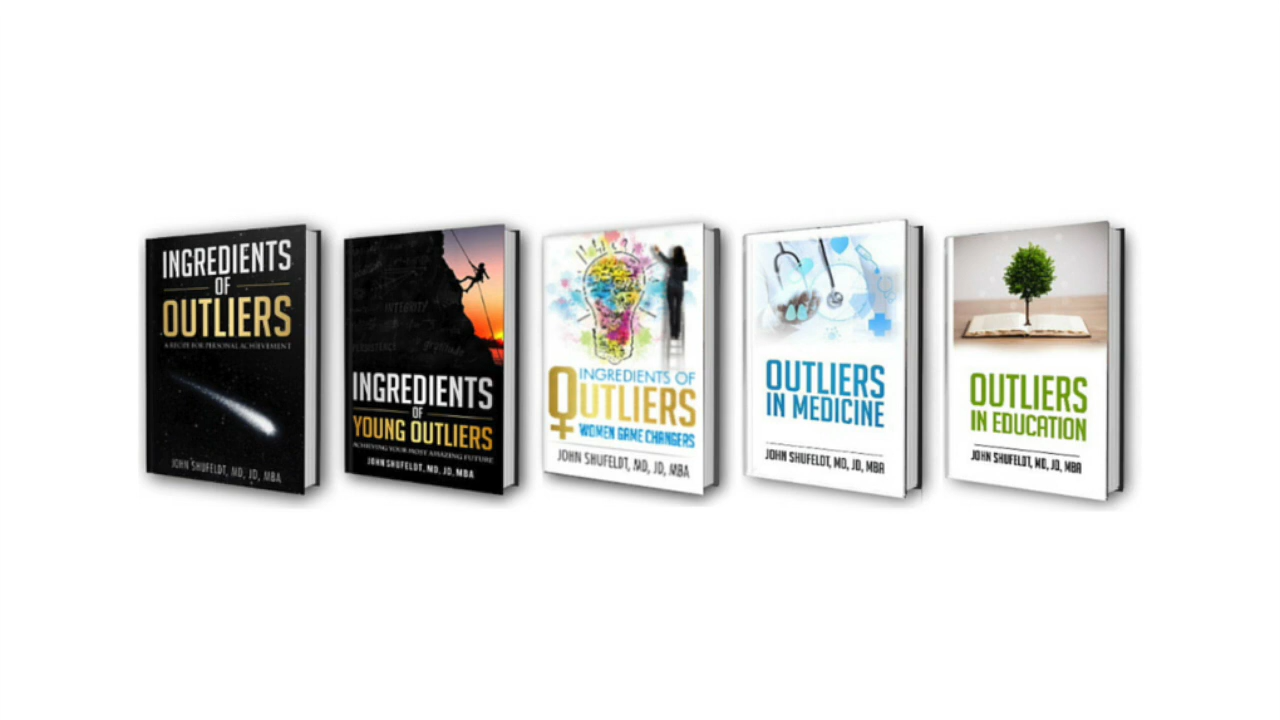 INGREDIENTS
OF
OUTLIERS
A RECIPE FOR PERSONAL ACHIEVEMENT
JOHN SHUFELDT, MD, JD, MBA
INTEGRITY
PERSISTENCE
INGREDIENTS
OF
YOUNG OUTLIERS
ACHIEVING YOUR MOST AMAZING FUTURE
JOHN SHUFELDT, MD, JD, MBA
INGREDIENTS OF
OUTLIERS
WOMEN GAME CHANGERS
JOHN SHUFELDT, MD, JD, MBA
OUTLIERS
IN MEDICINE
JOHN SHUFELDT, MD, JD, MBA
OUTLIERS
IN EDUCATION
JOHN SHUFELDT, MD, JD, MBA